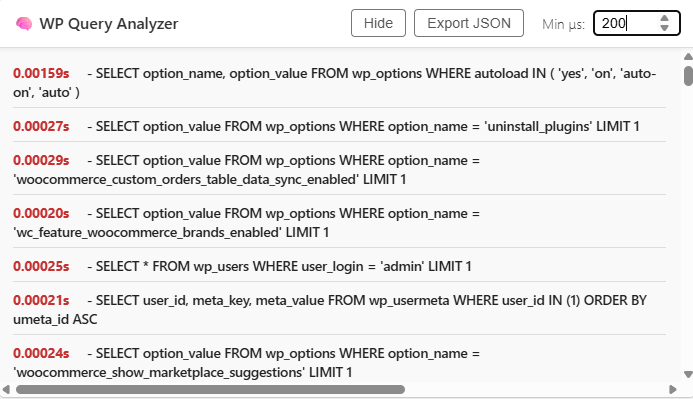 WP Query Analyzer
Hide
Export JSON
Min µs:
200
0.00159s - SELECT option_name, option_value FROM wp_options WHERE autoload IN ( 'yes', 'on', 'auto-
on', 'auto' )
0.00027s - SELECT option_value FROM wp_options WHERE option_name = 'uninstall_plugins' LIMIT 1
0.00029s - SELECT option_value FROM wp_options WHERE option_name =
'woocommerce_custom_orders_table_data_sync_enabled' LIMIT 1
0.00020s - SELECT option_value FROM wp_options WHERE option_name =
'wc_feature_woocommerce_brands_enabled' LIMIT 1
0.00025s - SELECT * FROM wp_users WHERE user_login = 'admin' LIMIT 1
0.00021s - SELECT user_id, meta_key, meta_value FROM wp_usermeta WHERE user_id IN (1) ORDER BY
umeta_id ASC
0.00024s - SELECT option_value FROM wp_options WHERE option_name =
'woocommerce_show_marketplace_suggestions' LIMIT 1